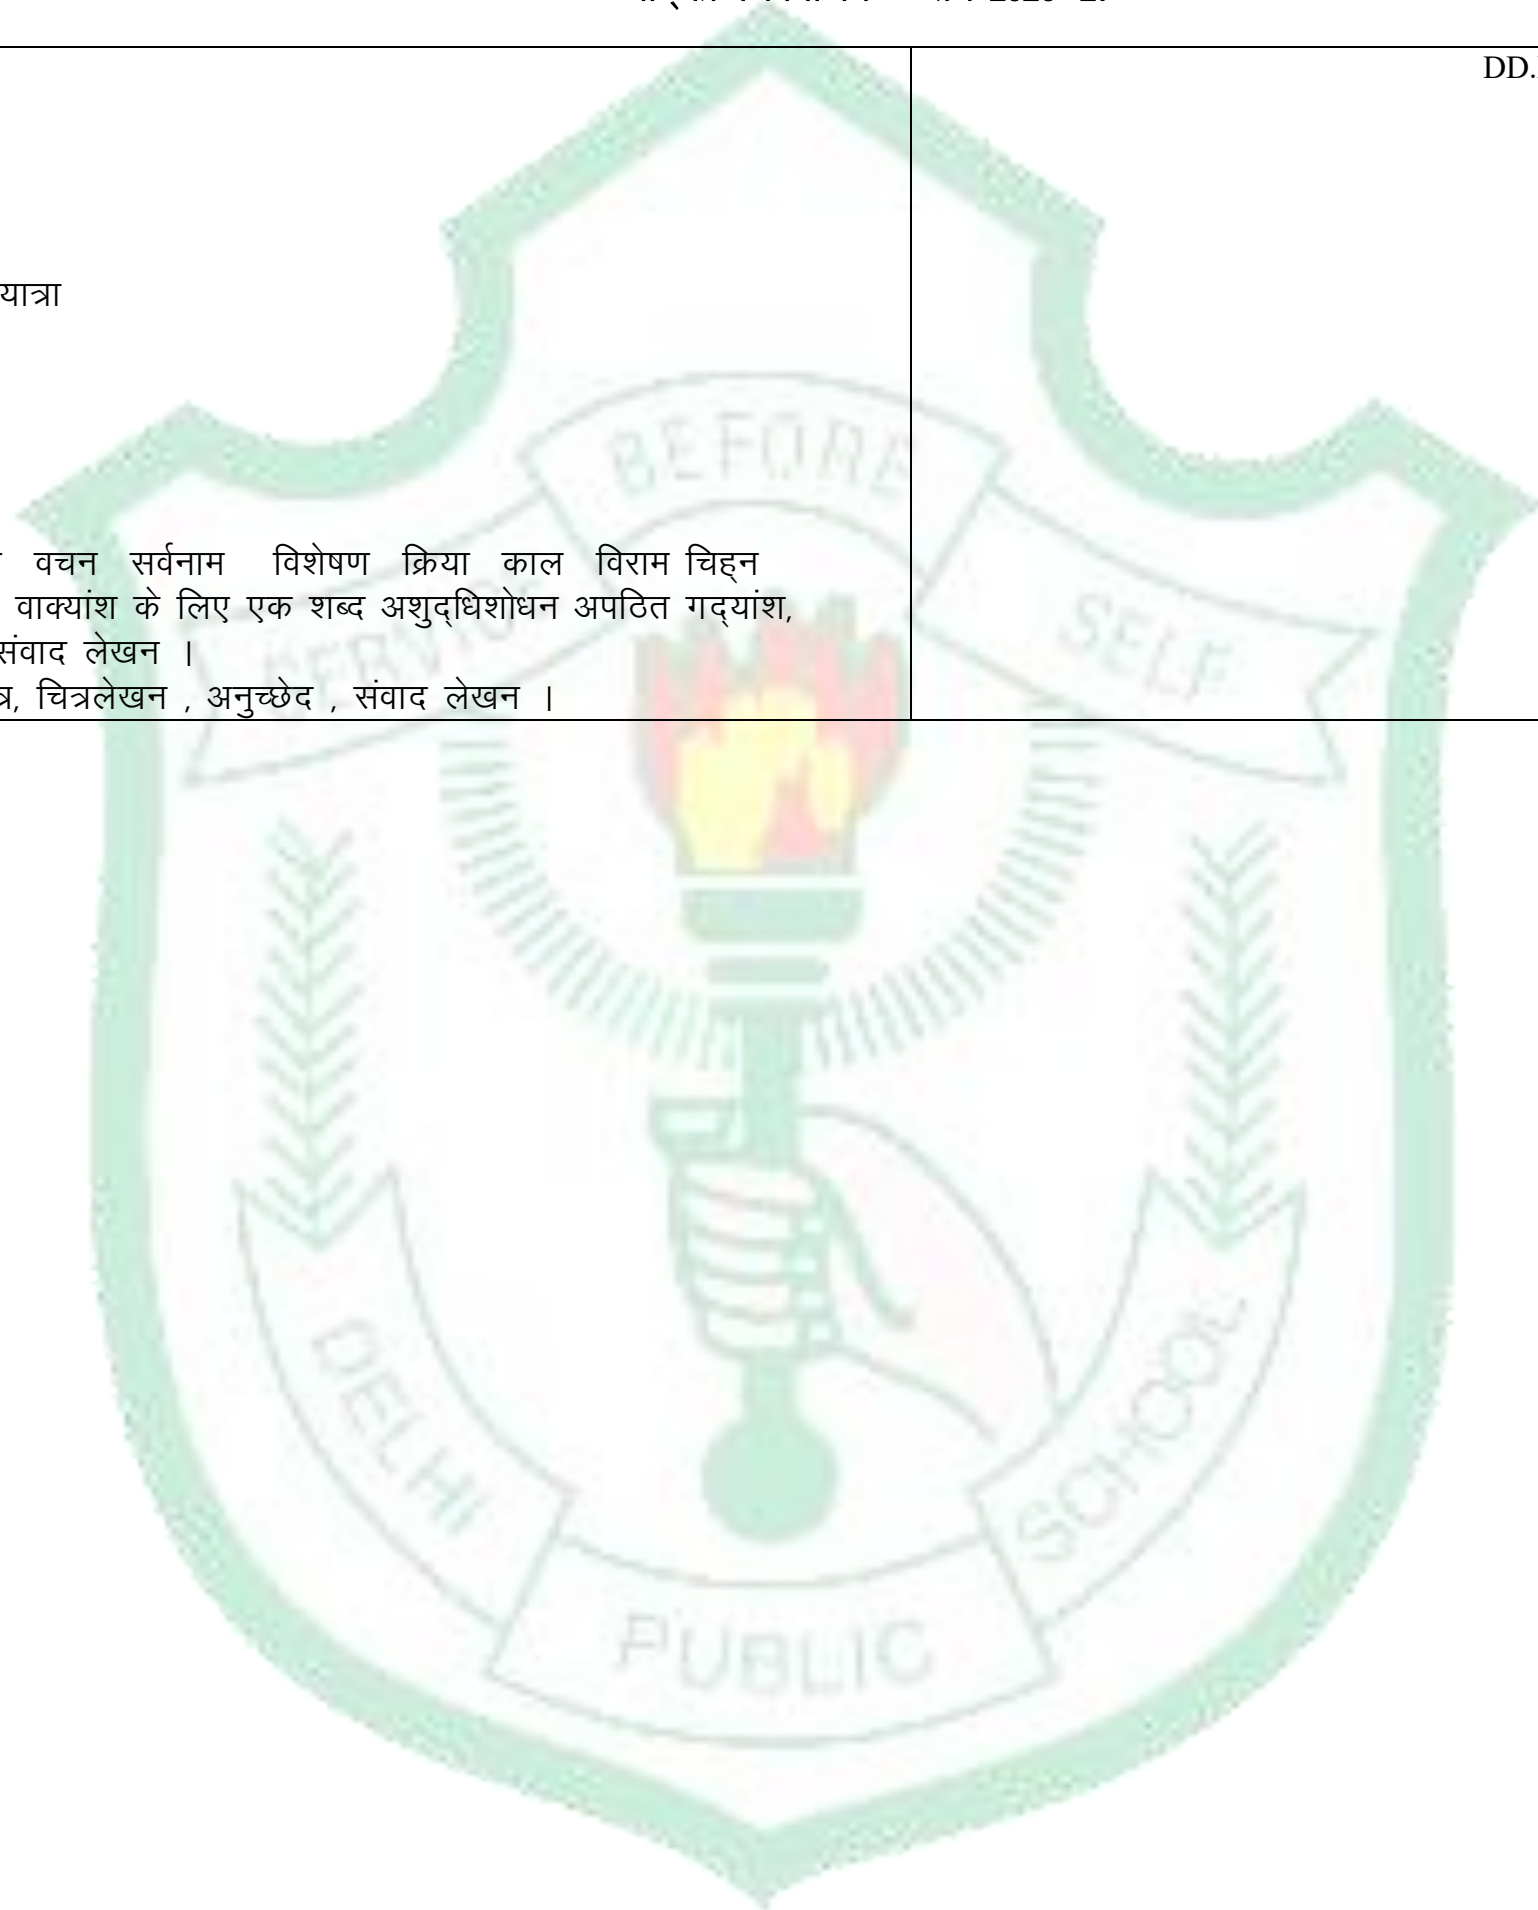 DD.
यात्रा
वचन सर्वनाम विशेषण क्रिया काल विराम चिह्न
वाक्यांश के लिए एक शब्द अशुद्धिशोधन अपठित गद्यांश,
संवाद लेखन ।
चित्रलेखन , अनुच्छेद , संवाद लेखन ।
SERVICE BEFORE SELF
DELHI PUBLIC SCHOOL